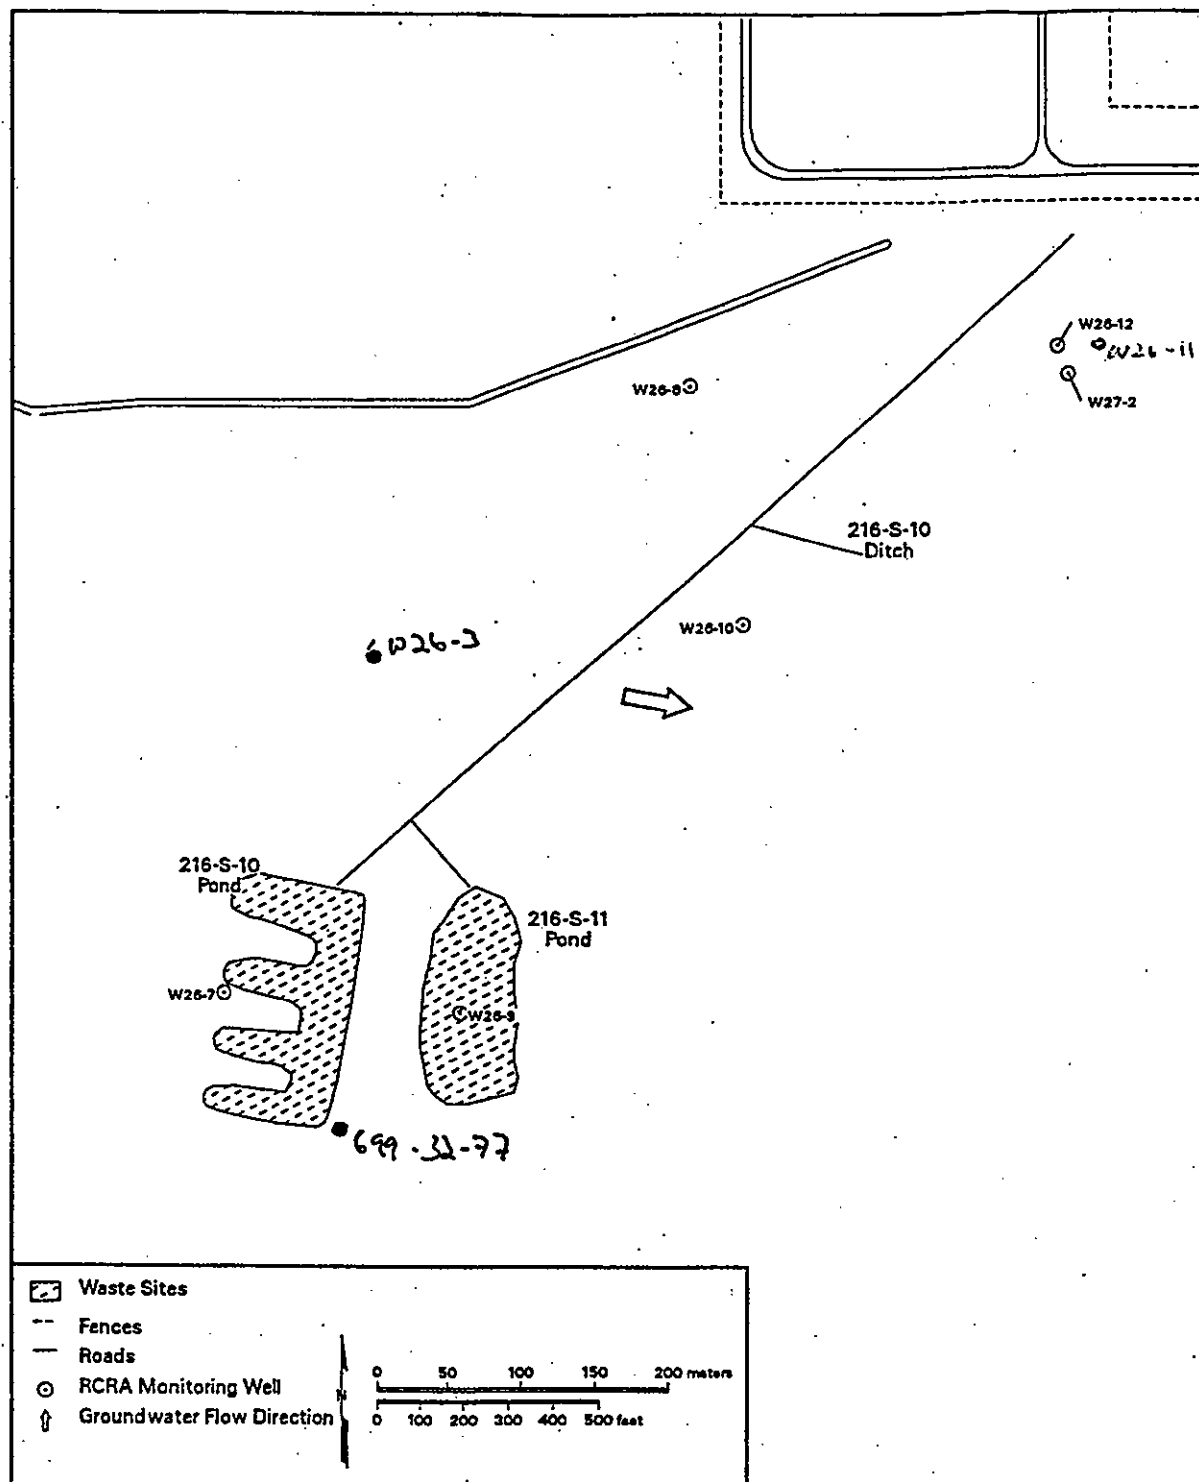 W26-12
W26-11
W26-8
W27-2
216-S-10
Ditch
W26-10
W26-3
216-S-10
Pond
216-S-11
Pond
W26-7
W26-9
699-32-77
Waste Sites
Fences
Roads
RCRA Monitoring Well
Groundwater Flow Direction
N
0 50 100 150 200 meters
0 100 200 300 400 500 feet